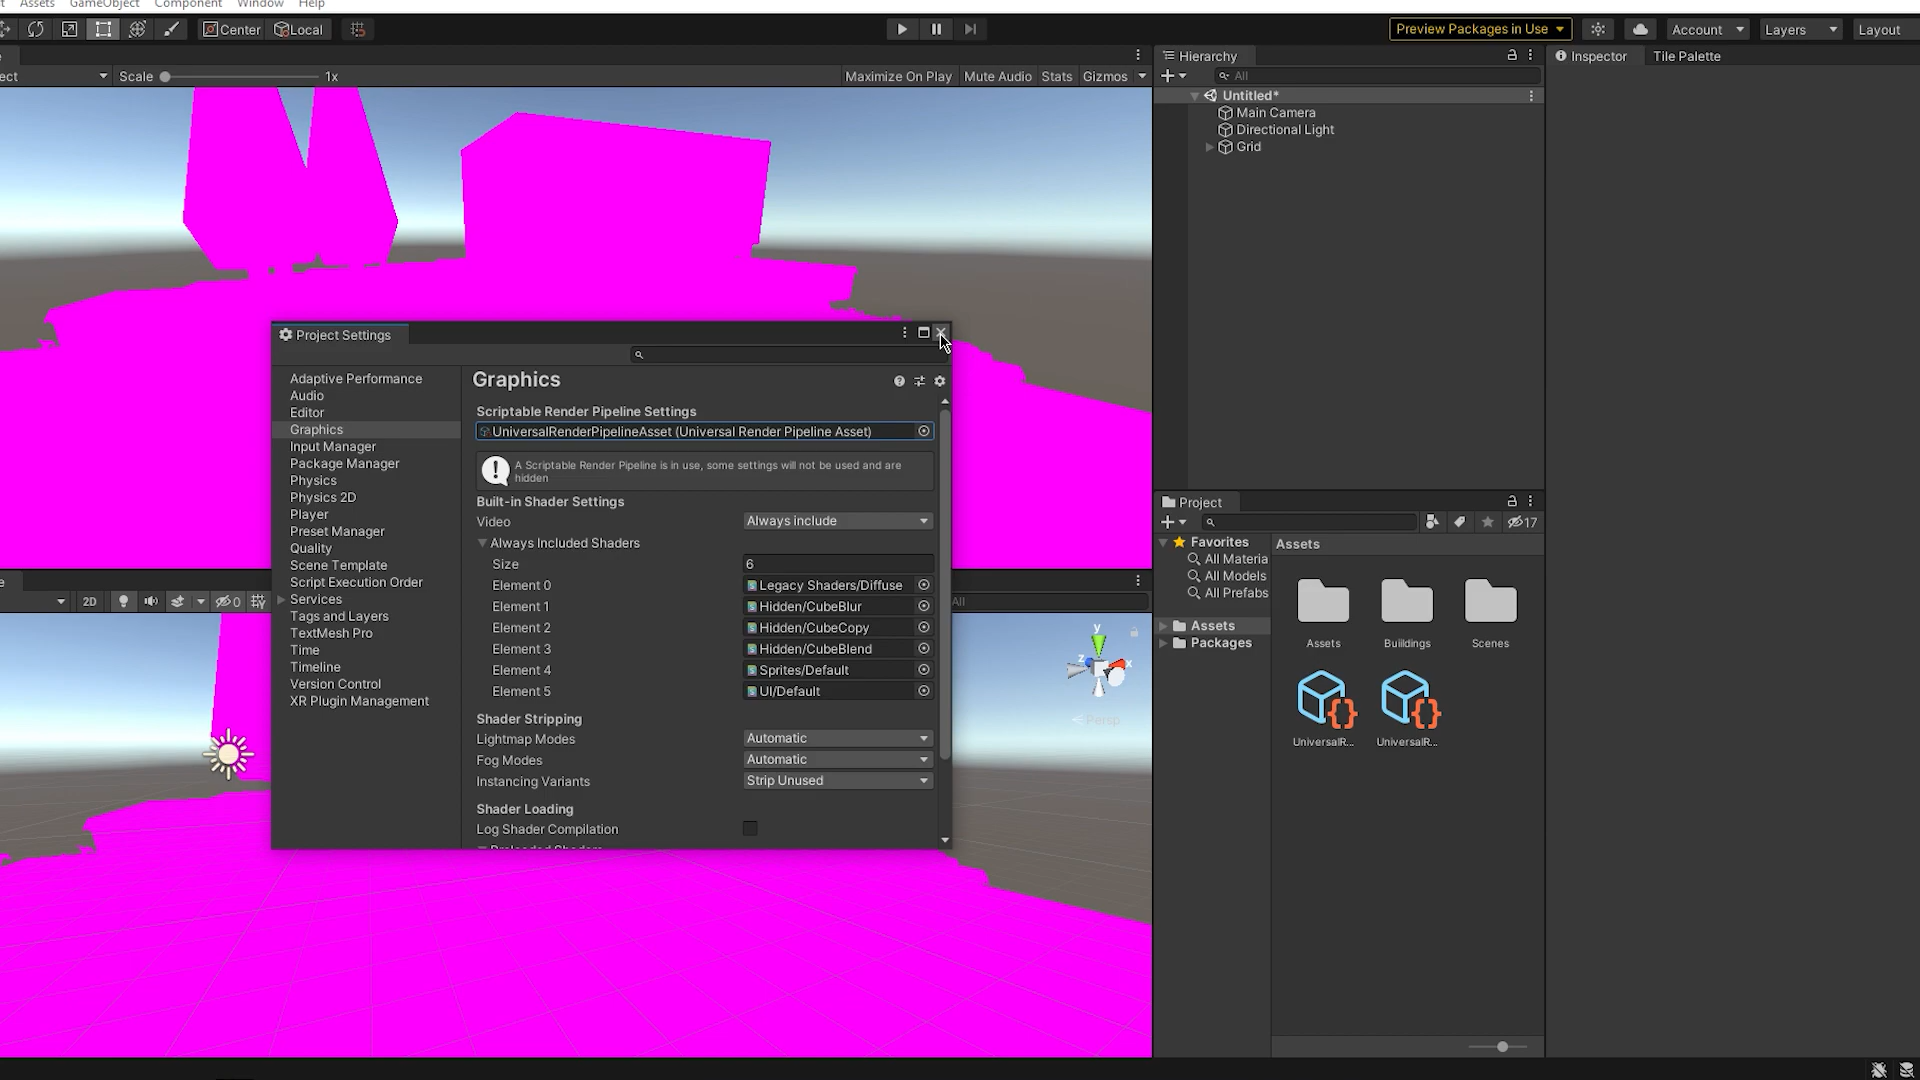 Assets GameObject Component Window Help
Center Local Preview Packages in Use Account Layers Layout
Scale 1x Maximize On Play Mute Audio Stats Gizmos
Hierarchy
All
Untitled*
Main Camera
Directional Light
Grid
Inspector Tile Palette
Project Settings
Adaptive Performance
Audio
Editor
Graphics
Input Manager
Package Manager
Physics
Physics 2D
Player
Preset Manager
Quality
Scene Template
Script Execution Order
Services
Tags and Layers
TextMesh Pro
Time
Timeline
Version Control
XR Plugin Management
Graphics
Scriptable Render Pipeline Settings
UniversalRenderPipelineAsset (Universal Render Pipeline Asset)
A Scriptable Render Pipeline is in use, some settings will not be used and are
hidden
Built-in Shader Settings
Video Always include
Always Included Shaders
Size 6
Element 0 Legacy Shaders/Diffuse
Element 1 Hidden/CubeBlur
Element 2 Hidden/CubeCopy
Element 3 Hidden/CubeBlend
Element 4 Sprites/Default
Element 5 UI/Default
Shader Stripping
Lightmap Modes Automatic
Fog Modes Automatic
Instancing Variants Strip Unused
Shader Loading
Log Shader Compilation
2D 0
All
y
z x
Persp
Project
17
Favorites
All Materia
All Models
All Prefabs
Assets
Packages
Assets
Assets Buildings Scenes
UniversalR... UniversalR...